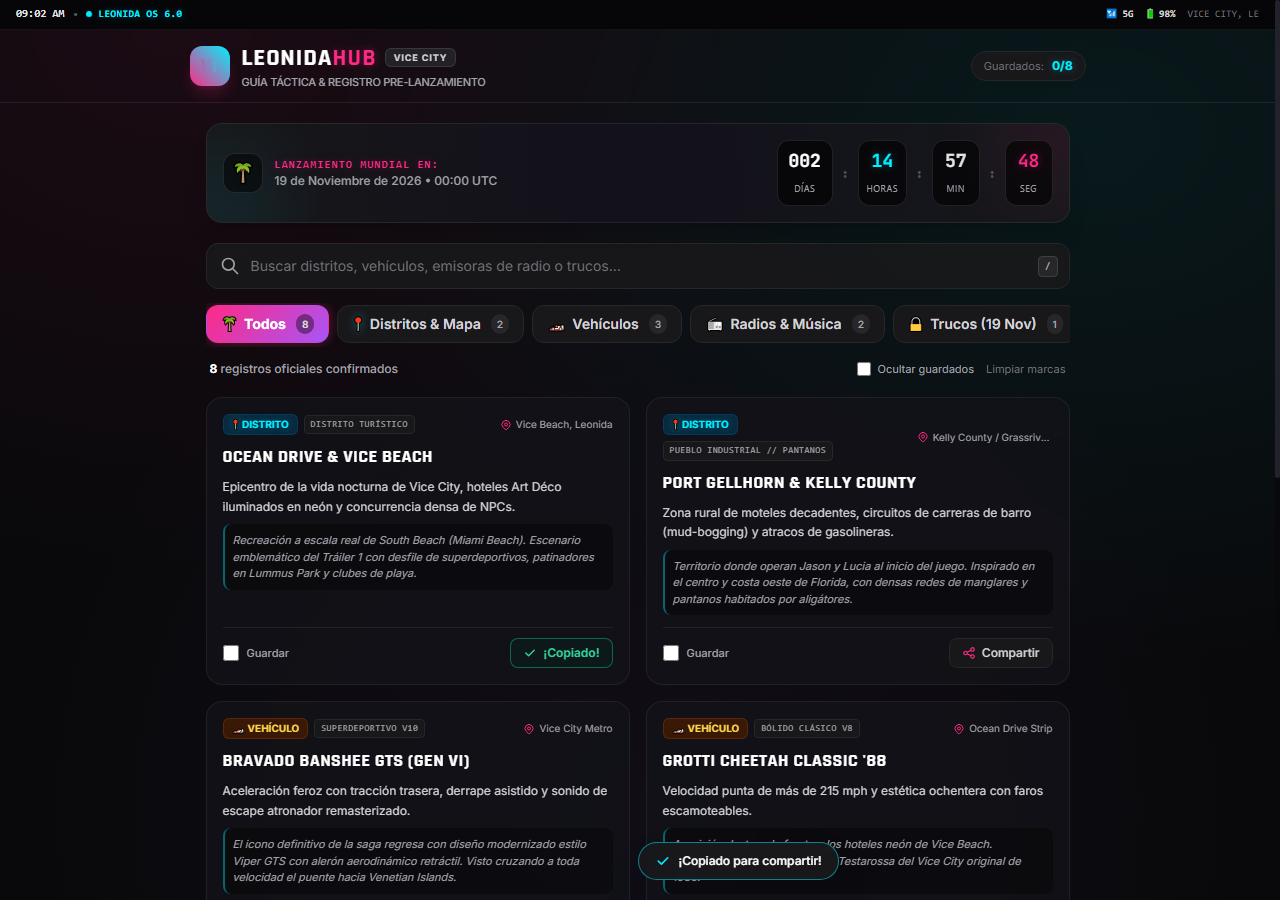 09:02 AM • LEONIDA OS 6.0
5G 98% VICE CITY, LE
LEONIDAHUB VICE CITY
GUÍA TÁCTICA & REGISTRO PRE-LANZAMIENTO
Guardados: 0/8
LANZAMIENTO MUNDIAL EN:
19 de Noviembre de 2026 • 00:00 UTC
002 : 14 : 57 : 48
DÍAS HORAS MIN SEG
Buscar distritos, vehículos, emisoras de radio o trucos... /
Todos 8 Distritos & Mapa 2 Vehículos 3 Radios & Música 2 Trucos (19 Nov) 1
8 registros oficiales confirmados
Ocultar guardados Limpiar marcas
DISTRITO DISTRITO TURÍSTICO Vice Beach, Leonida
OCEAN DRIVE & VICE BEACH
Epicentro de la vida nocturna de Vice City, hoteles Art Déco
iluminados en neón y concurrencia densa de NPCs.
Recreación a escala real de South Beach (Miami Beach). Escenario
emblemático del Tráiler 1 con desfile de superdeportivos, patinadores
en Lummus Park y clubes de playa.
Guardar ¡Copiado!
DISTRITO
PUEBLO INDUSTRIAL // PANTANOS
Kelly County / Grassriv...
PORT GELLHORN & KELLY COUNTY
Zona rural de moteles decadentes, circuitos de carreras de barro
(mud-bogging) y atracos de gasolineras.
Territorio donde operan Jason y Lucia al inicio del juego. Inspirado en
el centro y costa oeste de Florida, con densas redes de manglares y
pantanos habitados por aligátores.
Guardar Compartir
VEHÍCULO SUPERDEPORTIVO V10 Vice City Metro
BRAVADO BANSHEE GTS (GEN VI)
Aceleración feroz con tracción trasera, derrape asistido y sonido de
escape atronador remasterizado.
El icono definitivo de la saga regresa con diseño modernizado estilo
Viper GTS con alerón aerodinámico retráctil. Visto cruzando a toda
velocidad el puente hacia Venetian Islands.
VEHÍCULO BÓLIDO CLÁSICO V8 Ocean Drive Strip
GROTTI CHEETAH CLASSIC '88
Velocidad punta de más de 215 mph y estética ochentera con faros
escamoteables.
los hoteles neón de Vice Beach.
Testarossa del Vice City original de
¡Copiado para compartir!